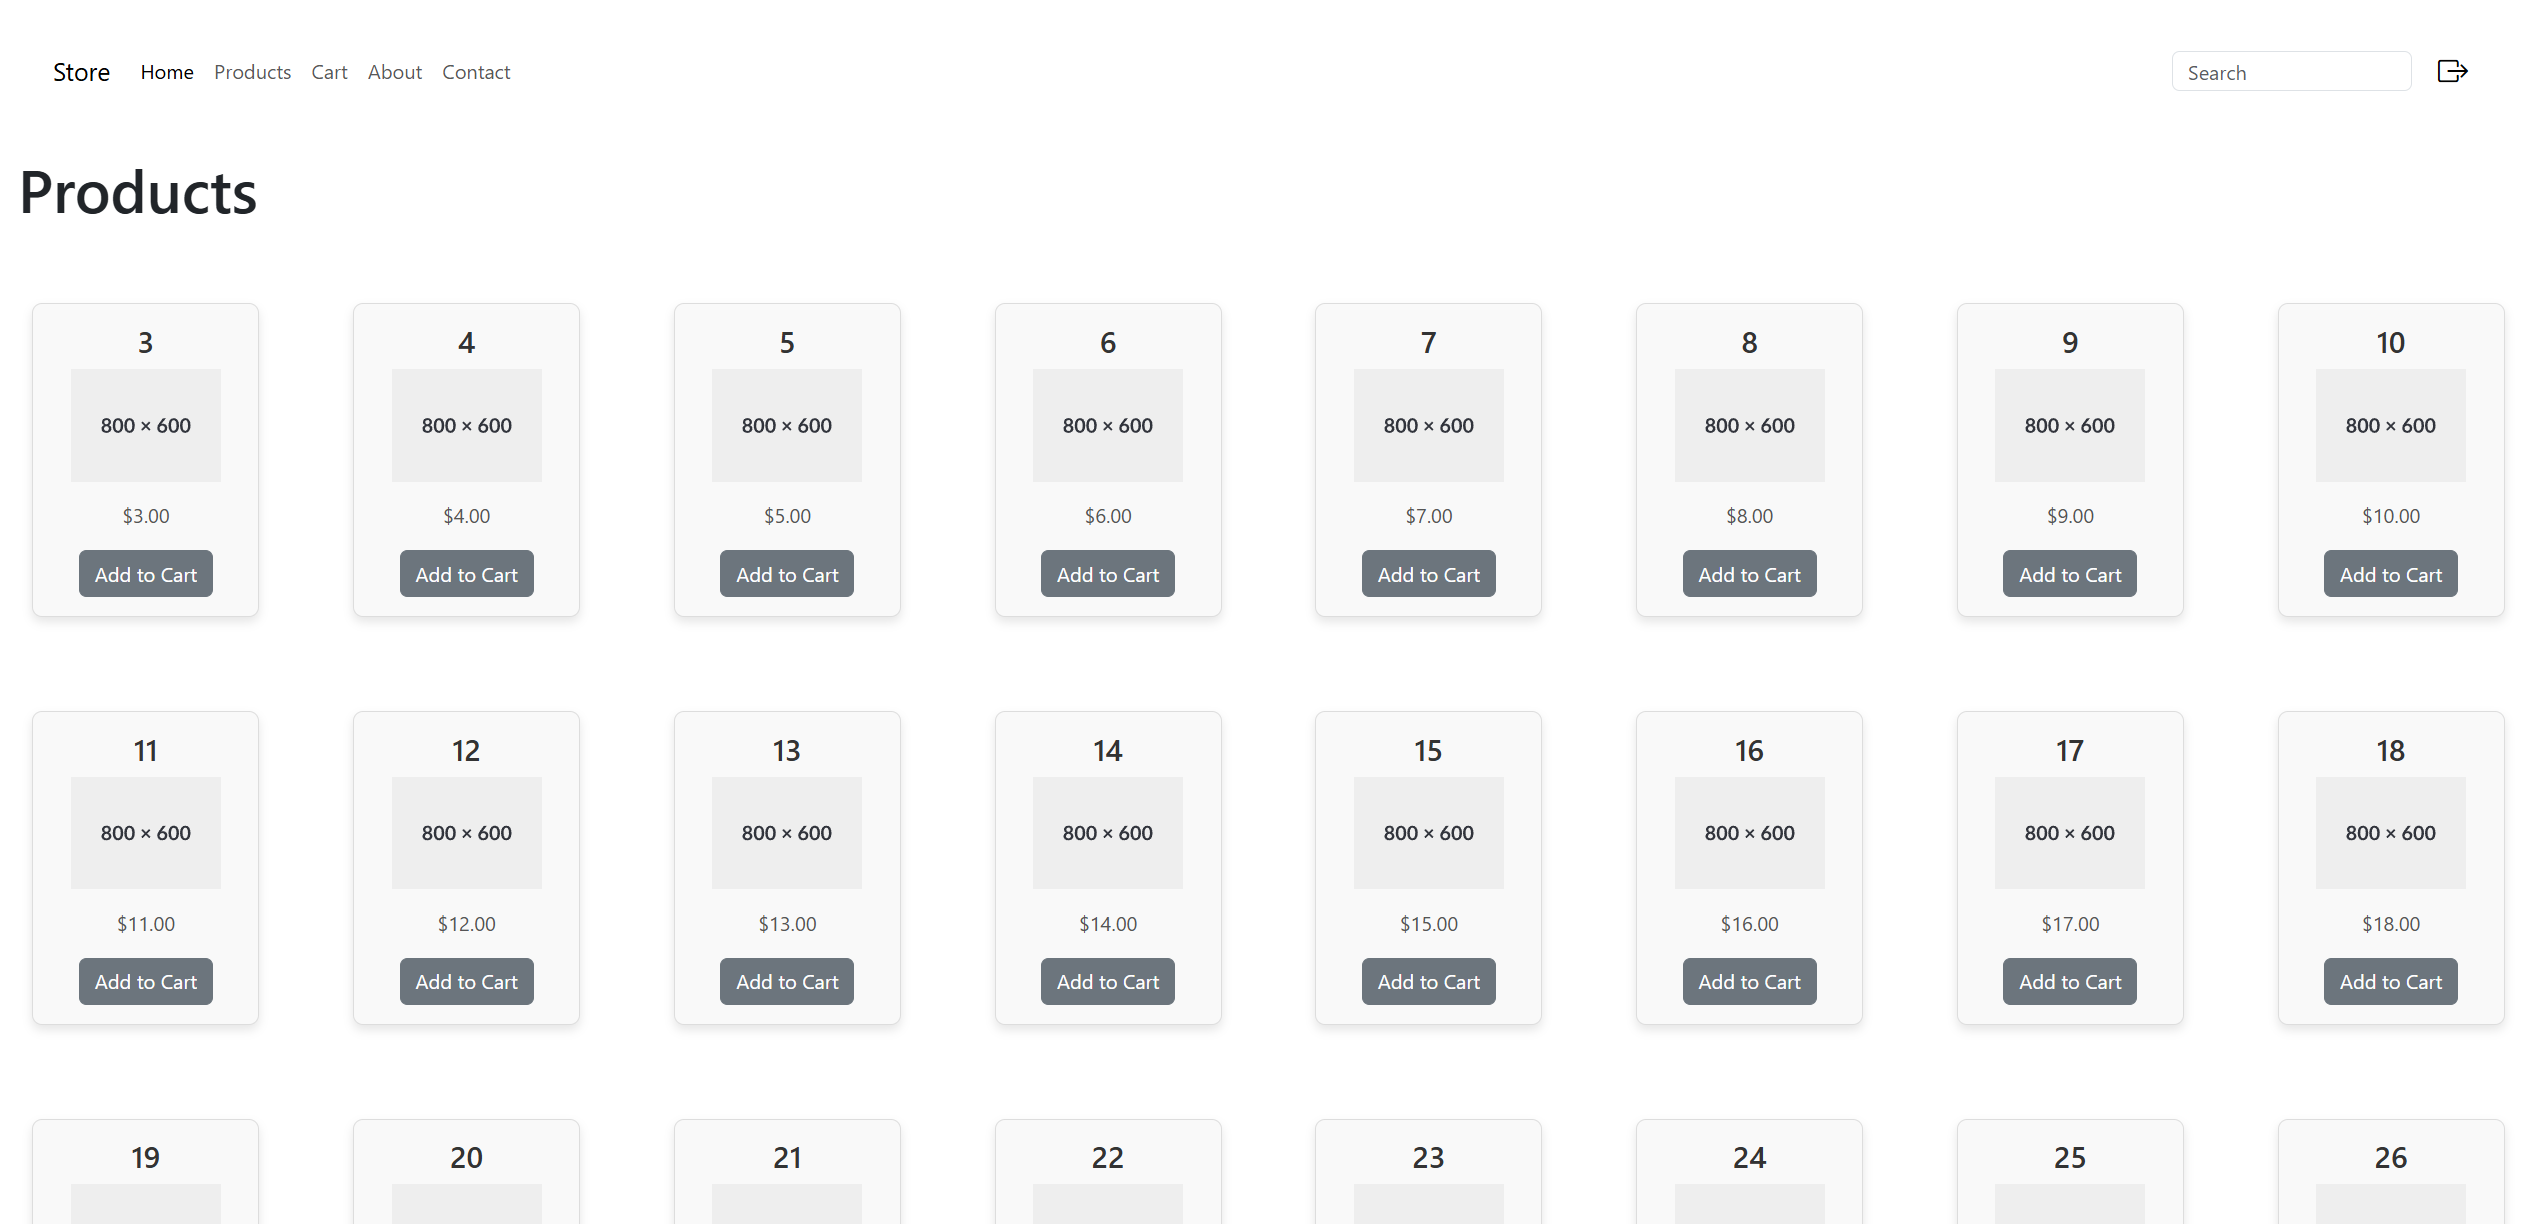 Store Home Products Cart About Contact Search
Products
3 4 5 6 7 8 9 10
800 × 600 800 × 600 800 × 600 800 × 600 800 × 600 800 × 600 800 × 600 800 × 600
$3.00 $4.00 $5.00 $6.00 $7.00 $8.00 $9.00 $10.00
Add to Cart Add to Cart Add to Cart Add to Cart Add to Cart Add to Cart Add to Cart Add to Cart
11 12 13 14 15 16 17 18
800 × 600 800 × 600 800 × 600 800 × 600 800 × 600 800 × 600 800 × 600 800 × 600
$11.00 $12.00 $13.00 $14.00 $15.00 $16.00 $17.00 $18.00
Add to Cart Add to Cart Add to Cart Add to Cart Add to Cart Add to Cart Add to Cart Add to Cart
19 20 21 22 23 24 25 26